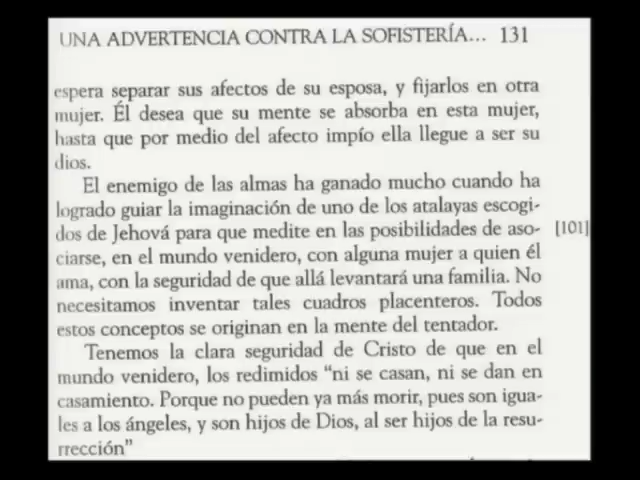 UNA ADVERTENCIA CONTRA LA SOFISTERÍA... 131
espera separar sus afectos de su esposa, y fijarlos en otra
mujer. Él desea que su mente se absorba en esta mujer,
hasta que por medio del afecto impío ella llegue a ser su
dios.
El enemigo de las almas ha ganado mucho cuando ha
logrado guiar la imaginación de uno de los atalayas escogi-
dos de Jehová para que medite en las posibilidades de aso- [101]
ciarse, en el mundo venidero, con alguna mujer a quien él
ama, con la seguridad de que allá levantará una familia. No
necesitamos inventar tales cuadros placenteros. Todos
estos conceptos se originan en la mente del tentador.
Tenemos la clara seguridad de Cristo de que en el
mundo venidero, los redimidos “ni se casan, ni se dan en
casamiento. Porque no pueden ya más morir, pues son igua-
les a los ángeles, y son hijos de Dios, al ser hijos de la resu-
rrección”